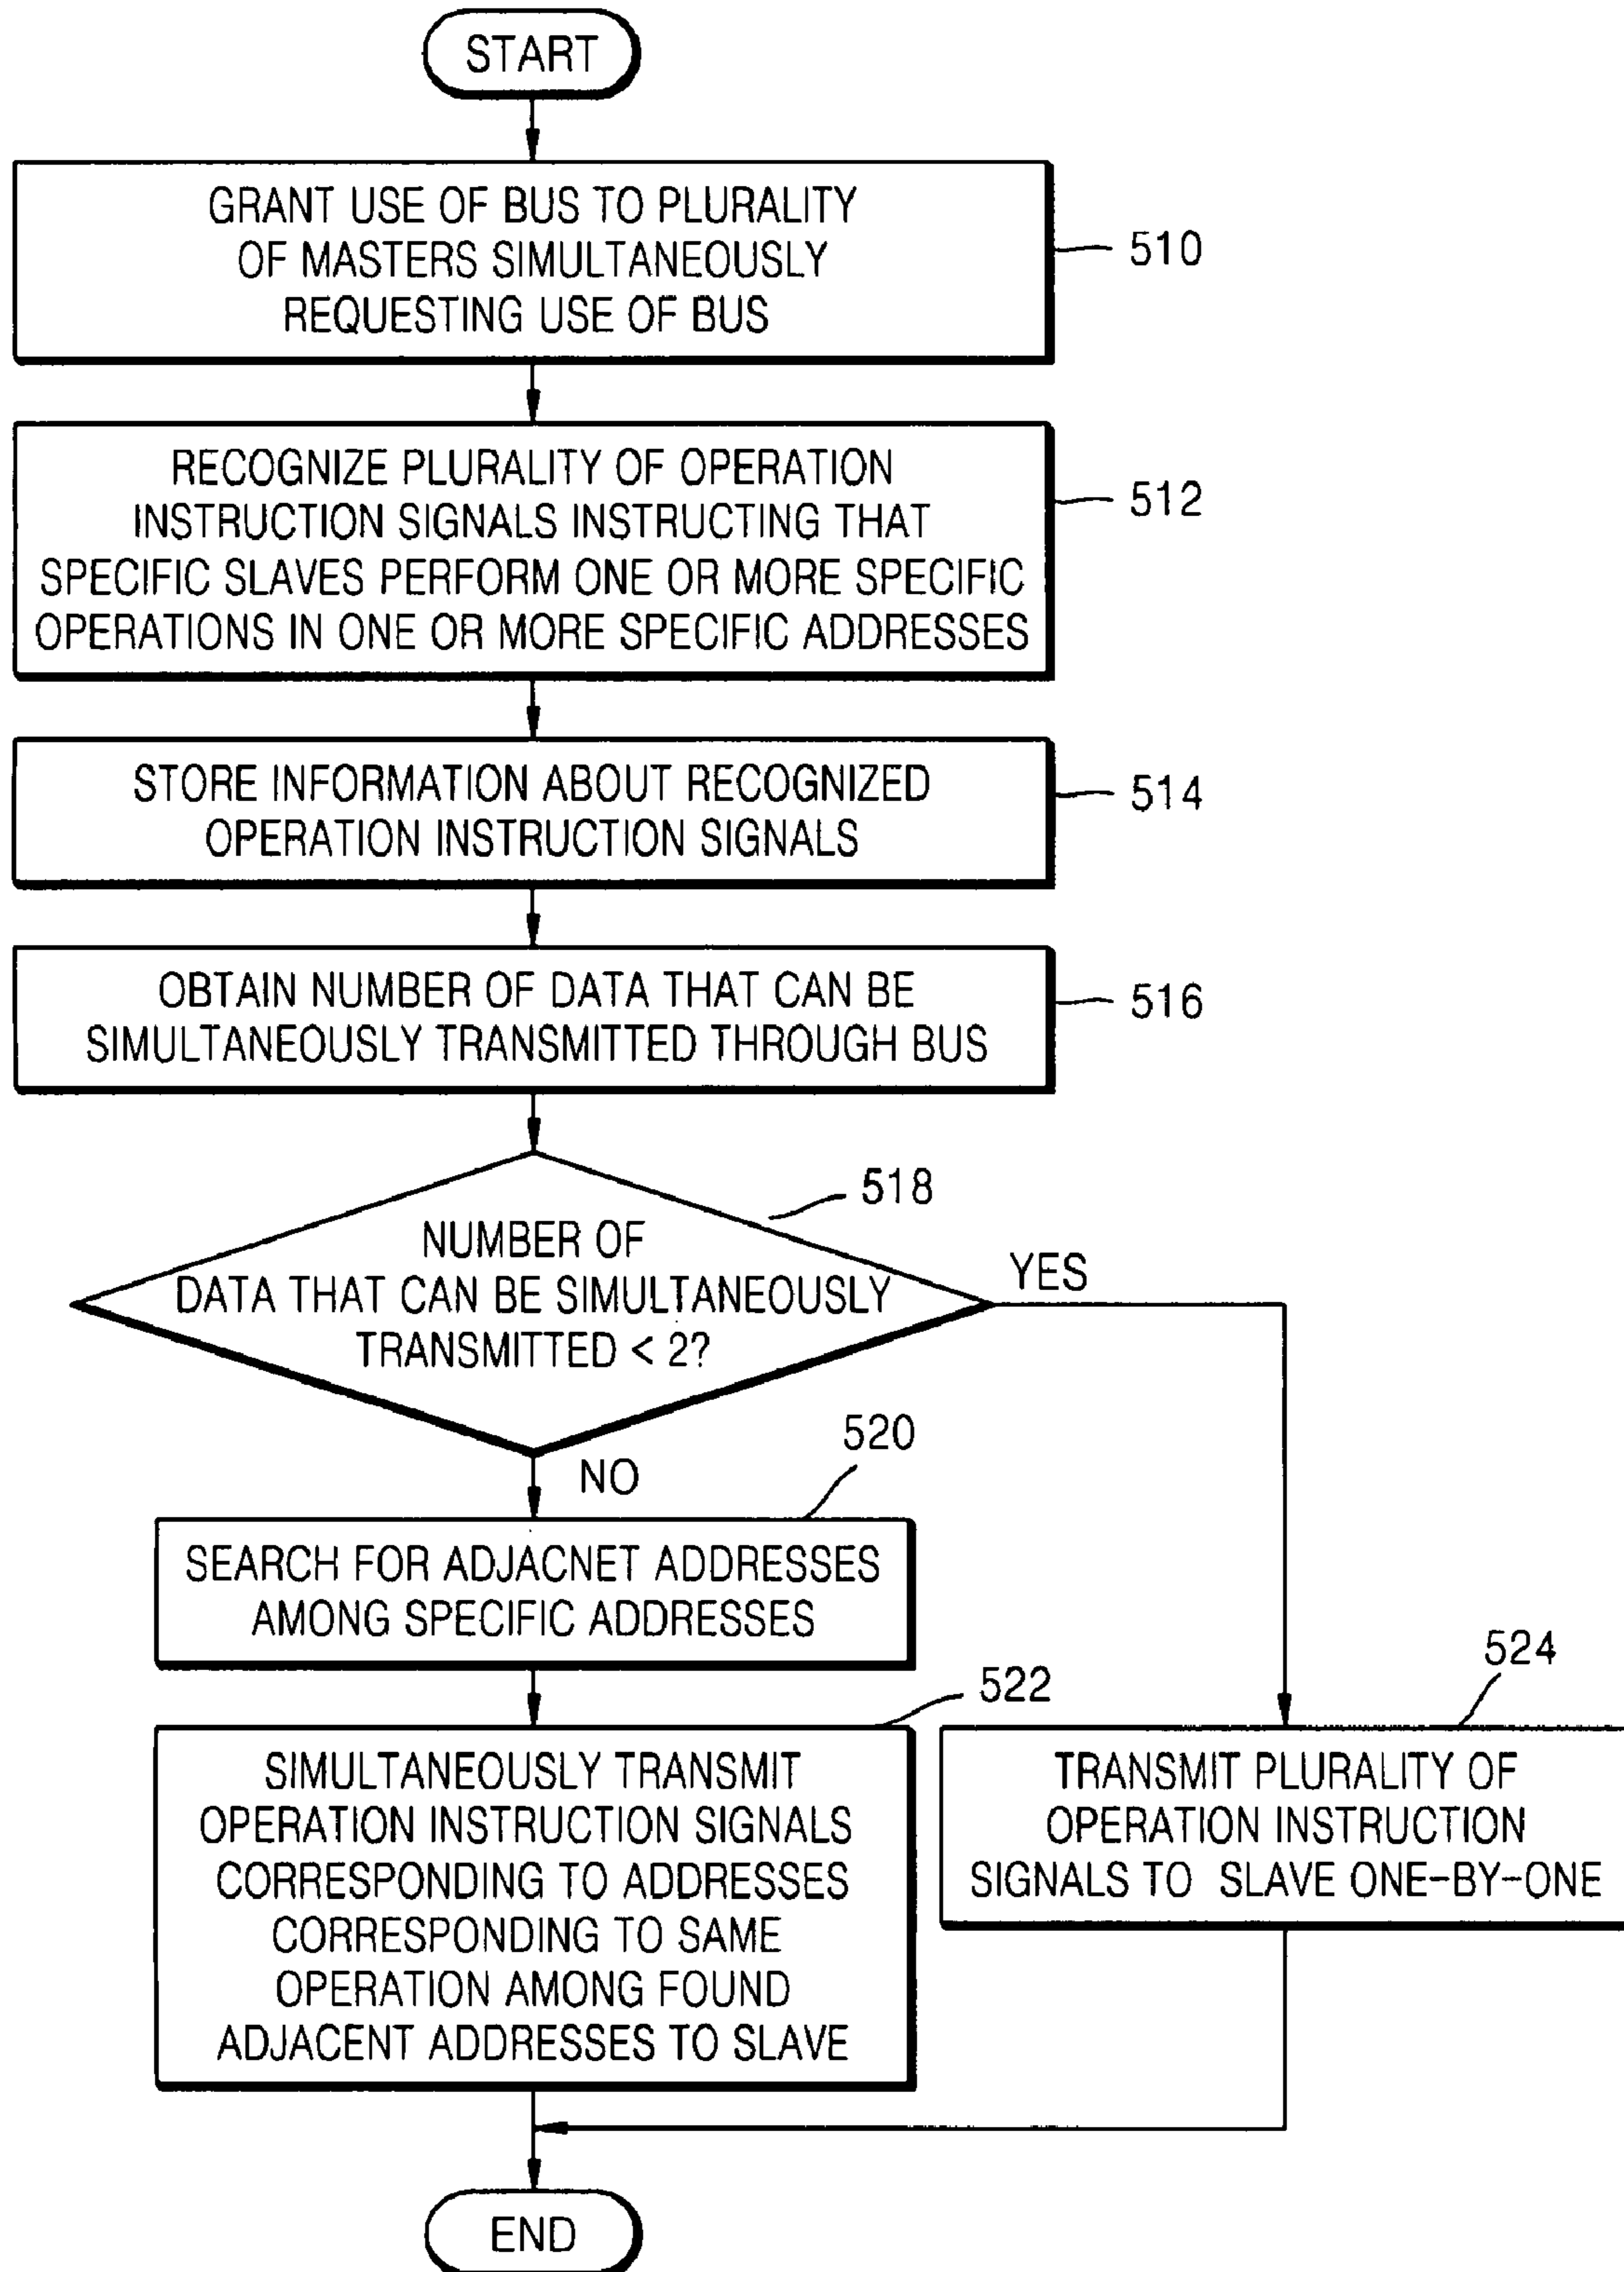 START
GRANT USE OF BUS TO PLURALITY
OF MASTERS SIMULTANEOUSLY
REQUESTING USE OF BUS
510
RECOGNIZE PLURALITY OF OPERATION
INSTRUCTION SIGNALS INSTRUCTING THAT
SPECIFIC SLAVES PERFORM ONE OR MORE SPECIFIC
OPERATIONS IN ONE OR MORE SPECIFIC ADDRESSES
512
STORE INFORMATION ABOUT RECOGNIZED
OPERATION INSTRUCTION SIGNALS
514
OBTAIN NUMBER OF DATA THAT CAN BE
SIMULTANEOUSLY TRANSMITTED THROUGH BUS
516
518
NUMBER OF
DATA THAT CAN BE SIMULTANEOUSLY
TRANSMITTED < 2?
YES
NO
520
SEARCH FOR ADJACNET ADDRESSES
AMONG SPECIFIC ADDRESSES
522
SIMULTANEOUSLY TRANSMIT
OPERATION INSTRUCTION SIGNALS
CORRESPONDING TO ADDRESSES
CORRESPONDING TO SAME
OPERATION AMONG FOUND
ADJACENT ADDRESSES TO SLAVE
524
TRANSMIT PLURALITY OF
OPERATION INSTRUCTION
SIGNALS TO SLAVE ONE-BY-ONE
END